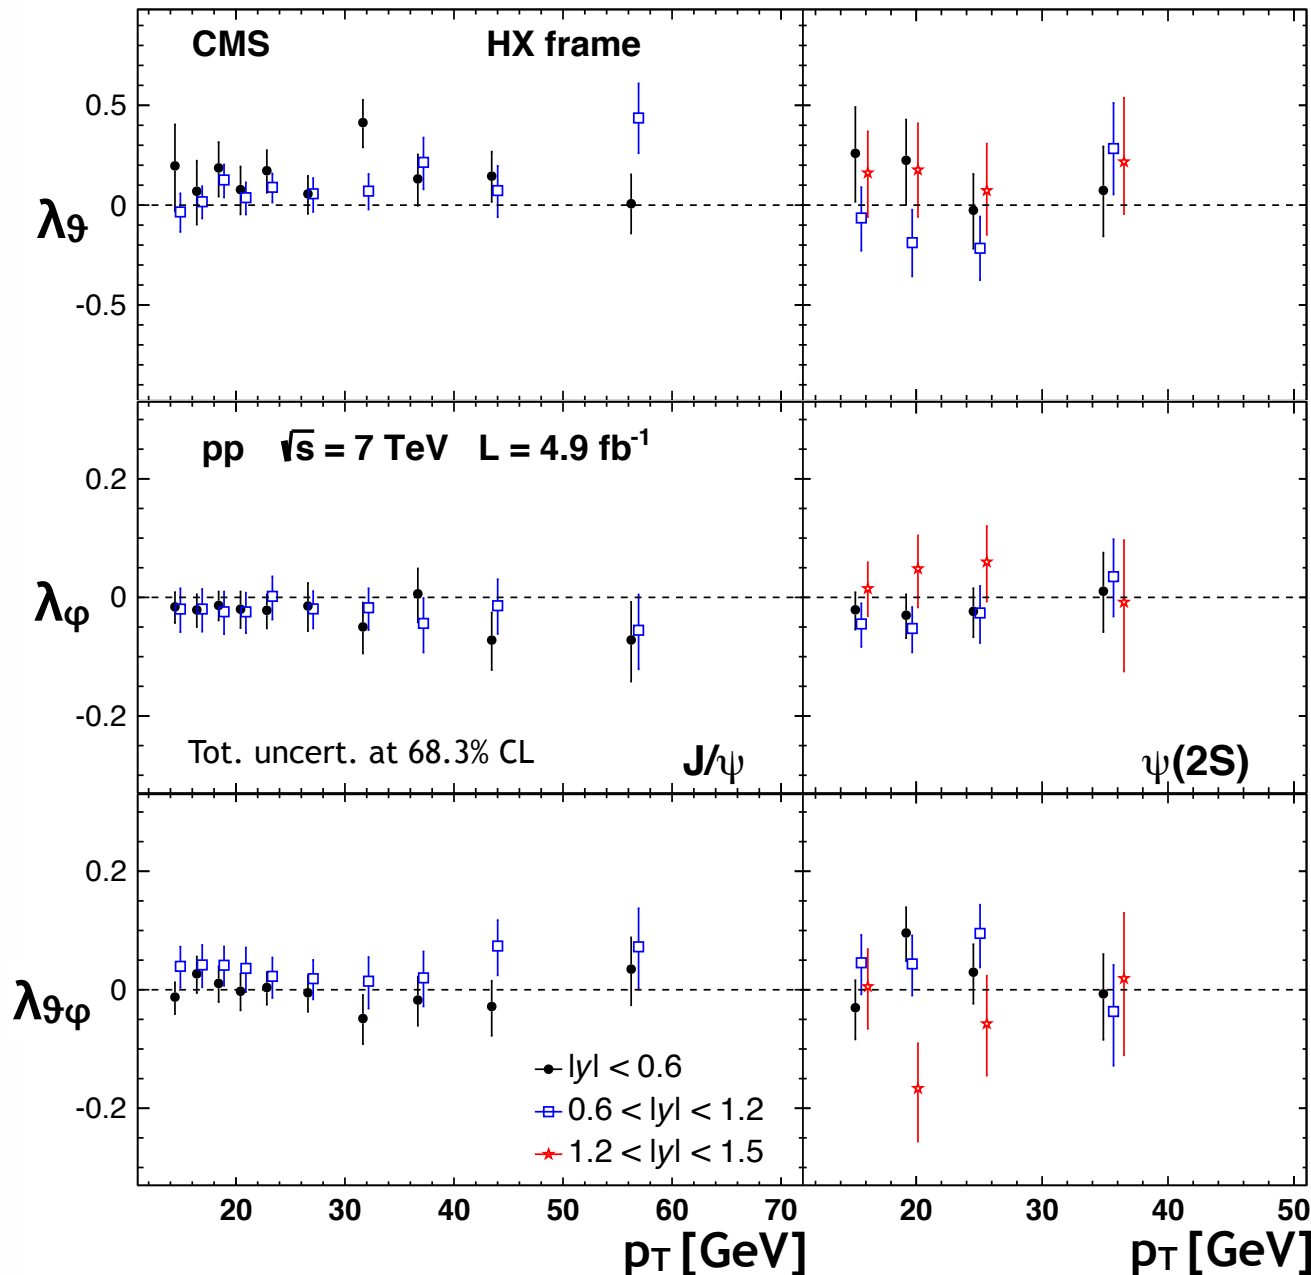 CMS HX frame
0.5
0
-0.5
λϑ
pp √s = 7 TeV L = 4.9 fb-1
0.2
0
-0.2
λφ
Tot. uncert. at 68.3% CL
J/ψ
ψ(2S)
0.2
0
-0.2
λϑφ
|y| < 0.6
0.6 < |y| < 1.2
1.2 < |y| < 1.5
20 30 40 50 60 70
20 30 40 50
pT [GeV]
pT [GeV]